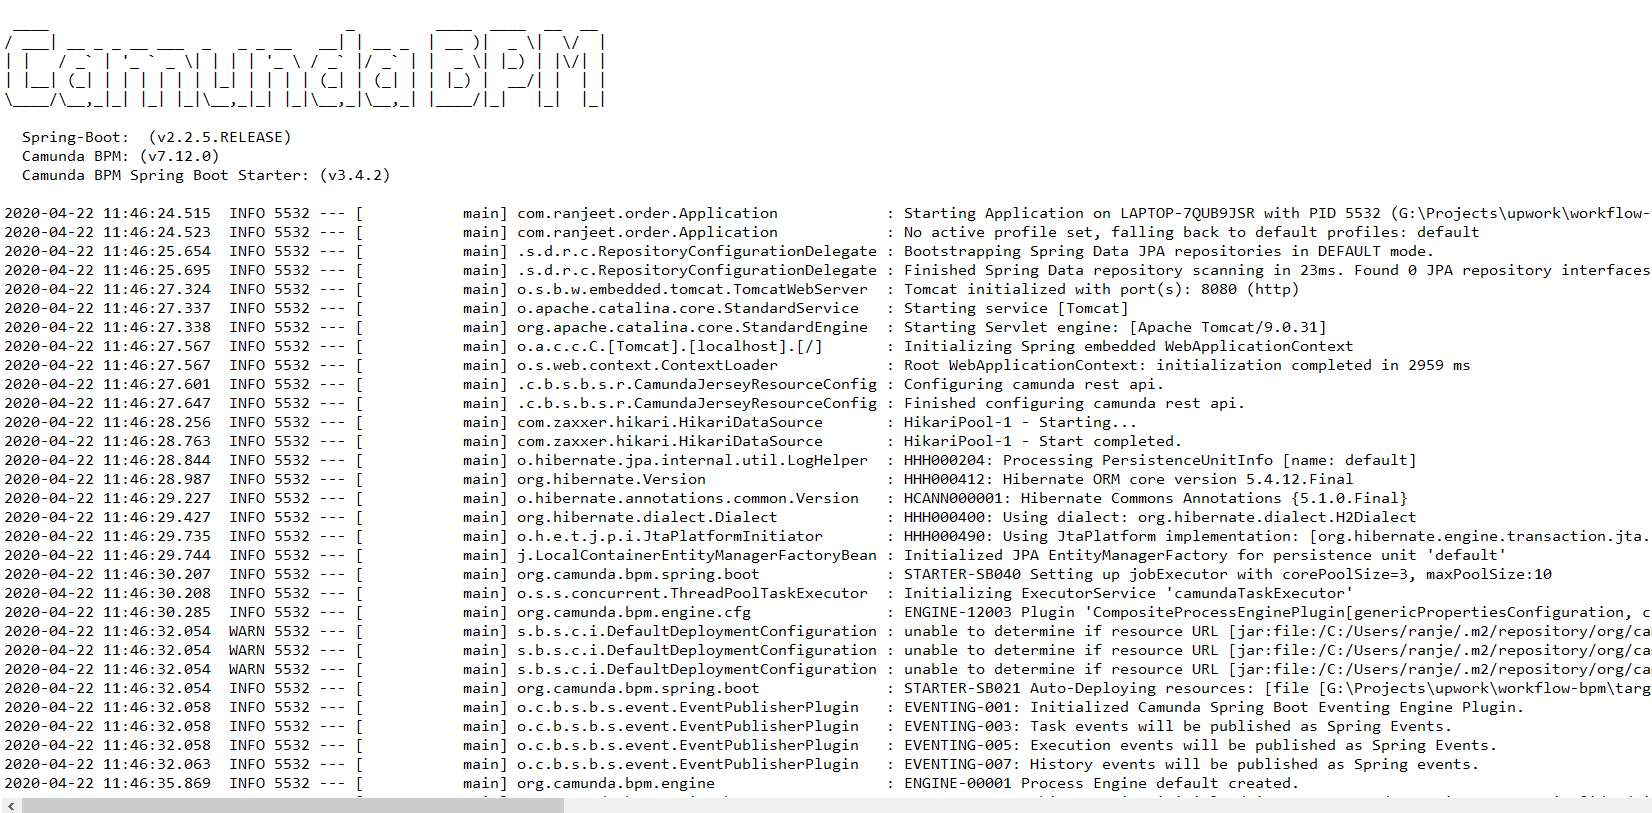 Camunda BPM
Spring-Boot:  (v2.2.5.RELEASE)
Camunda BPM: (v7.12.0)
Camunda BPM Spring Boot Starter: (v3.4.2)
2020-04-22 11:46:24.515  INFO 5532 --- [           main] com.ranjeet.order.Application            : Starting Application on LAPTOP-7QUB9JSR with PID 5532 (G:\Projects\upwork\workflow-
2020-04-22 11:46:24.523  INFO 5532 --- [           main] com.ranjeet.order.Application            : No active profile set, falling back to default profiles: default
2020-04-22 11:46:25.654  INFO 5532 --- [           main] .s.d.r.c.RepositoryConfigurationDelegate : Bootstrapping Spring Data JPA repositories in DEFAULT mode.
2020-04-22 11:46:25.695  INFO 5532 --- [           main] .s.d.r.c.RepositoryConfigurationDelegate : Finished Spring Data repository scanning in 23ms. Found 0 JPA repository interfaces
2020-04-22 11:46:27.324  INFO 5532 --- [           main] o.s.b.w.embedded.tomcat.TomcatWebServer  : Tomcat initialized with port(s): 8080 (http)
2020-04-22 11:46:27.337  INFO 5532 --- [           main] o.apache.catalina.core.StandardService   : Starting service [Tomcat]
2020-04-22 11:46:27.338  INFO 5532 --- [           main] org.apache.catalina.core.StandardEngine  : Starting Servlet engine: [Apache Tomcat/9.0.31]
2020-04-22 11:46:27.567  INFO 5532 --- [           main] o.a.c.c.C.[Tomcat].[localhost].[/]       : Initializing Spring embedded WebApplicationContext
2020-04-22 11:46:27.567  INFO 5532 --- [           main] o.s.web.context.ContextLoader            : Root WebApplicationContext: initialization completed in 2959 ms
2020-04-22 11:46:27.601  INFO 5532 --- [           main] .c.b.s.b.s.r.CamundaJerseyResourceConfig : Configuring camunda rest api.
2020-04-22 11:46:27.647  INFO 5532 --- [           main] .c.b.s.b.s.r.CamundaJerseyResourceConfig : Finished configuring camunda rest api.
2020-04-22 11:46:28.256  INFO 5532 --- [           main] com.zaxxer.hikari.HikariDataSource       : HikariPool-1 - Starting...
2020-04-22 11:46:28.763  INFO 5532 --- [           main] com.zaxxer.hikari.HikariDataSource       : HikariPool-1 - Start completed.
2020-04-22 11:46:28.844  INFO 5532 --- [           main] o.hibernate.jpa.internal.util.LogHelper  : HHH000204: Processing PersistenceUnitInfo [name: default]
2020-04-22 11:46:28.987  INFO 5532 --- [           main] org.hibernate.Version                    : HHH000412: Hibernate ORM core version 5.4.12.Final
2020-04-22 11:46:29.227  INFO 5532 --- [           main] o.hibernate.annotations.common.Version   : HCANN000001: Hibernate Commons Annotations {5.1.0.Final}
2020-04-22 11:46:29.427  INFO 5532 --- [           main] org.hibernate.dialect.Dialect            : HHH000400: Using dialect: org.hibernate.dialect.H2Dialect
2020-04-22 11:46:29.735  INFO 5532 --- [           main] o.h.e.t.j.p.i.JtaPlatformInitiator       : HHH000490: Using JtaPlatform implementation: [org.hibernate.engine.transaction.jta.
2020-04-22 11:46:29.744  INFO 5532 --- [           main] j.LocalContainerEntityManagerFactoryBean : Initialized JPA EntityManagerFactory for persistence unit 'default'
2020-04-22 11:46:30.207  INFO 5532 --- [           main] org.camunda.bpm.spring.boot              : STARTER-SB040 Setting up jobExecutor with corePoolSize=3, maxPoolSize:10
2020-04-22 11:46:30.208  INFO 5532 --- [           main] o.s.s.concurrent.ThreadPoolTaskExecutor  : Initializing ExecutorService 'camundaTaskExecutor'
2020-04-22 11:46:30.285  INFO 5532 --- [           main] org.camunda.bpm.engine.cfg               : ENGINE-12003 Plugin 'CompositeProcessEnginePlugin[genericPropertiesConfiguration, c
2020-04-22 11:46:32.054  WARN 5532 --- [           main] s.b.s.c.i.DefaultDeploymentConfiguration : unable to determine if resource URL [jar:file:/C:/Users/ranje/.m2/repository/org/ca
2020-04-22 11:46:32.054  WARN 5532 --- [           main] s.b.s.c.i.DefaultDeploymentConfiguration : unable to determine if resource URL [jar:file:/C:/Users/ranje/.m2/repository/org/ca
2020-04-22 11:46:32.054  WARN 5532 --- [           main] s.b.s.c.i.DefaultDeploymentConfiguration : unable to determine if resource URL [jar:file:/C:/Users/ranje/.m2/repository/org/ca
2020-04-22 11:46:32.054  INFO 5532 --- [           main] org.camunda.bpm.spring.boot              : STARTER-SB021 Auto-Deploying resources: [file [G:\Projects\upwork\workflow-bpm\targ
2020-04-22 11:46:32.058  INFO 5532 --- [           main] o.c.b.s.b.s.event.EventPublisherPlugin   : EVENTING-001: Initialized Camunda Spring Boot Eventing Engine Plugin.
2020-04-22 11:46:32.058  INFO 5532 --- [           main] o.c.b.s.b.s.event.EventPublisherPlugin   : EVENTING-003: Task events will be published as Spring Events.
2020-04-22 11:46:32.058  INFO 5532 --- [           main] o.c.b.s.b.s.event.EventPublisherPlugin   : EVENTING-005: Execution events will be published as Spring Events.
2020-04-22 11:46:32.063  INFO 5532 --- [           main] o.c.b.s.b.s.event.EventPublisherPlugin   : EVENTING-007: History events will be published as Spring events.
2020-04-22 11:46:35.869  INFO 5532 --- [           main] org.camunda.bpm.engine                   : ENGINE-00001 Process Engine default created.